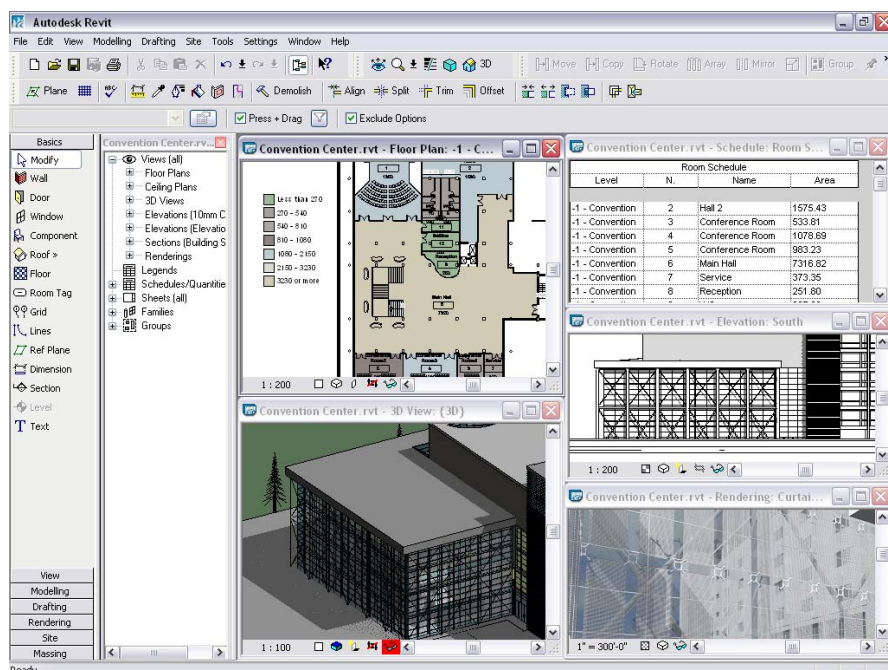 Autodesk Revit
File Edit View Modelling Drafting Site Tools Settings Window Help
3D Move Copy Rotate Array Mirror Group
Plane Demolish Align Split Trim Offset
Press + Drag Exclude Options
Basics
Modify
Wall
Door
Window
Component
Roof »
Floor
Room Tag
Grid
Lines
Ref Plane
Dimension
Section
Level
Text
View
Modelling
Drafting
Rendering
Site
Massing
Convention Center.rv...
Views (all)
Floor Plans
Ceiling Plans
3D Views
Elevations (10mm C
Elevations (Elevatio
Sections (Building S
Renderings
Legends
Schedules/Quantitie
Sheets (all)
Families
Groups
Convention Center.rvt - Floor Plan: -1 - C...
Less than 270
270 - 540
540 - 810
810 - 1080
1080 - 2150
2150 - 3230
3230 or more
11
12
Reception
Main Hall
1 : 200
Convention Center.rvt - Schedule: Room S...
Room Schedule
Level N. Name Area
-1 - Convention 2 Hall 2 1575.43
-1 - Convention 3 Conference Room 533.81
-1 - Convention 4 Conference Room 1078.69
-1 - Convention 5 Conference Room 983.23
-1 - Convention 6 Main Hall 7316.82
-1 - Convention 7 Service 373.35
-1 - Convention 8 Reception 251.80
Convention Center.rvt - Elevation: South
1 : 200
Convention Center.rvt - 3D View: {3D}
1 : 100
Convention Center.rvt - Rendering: Curtai...
1" = 300'-0"
Ready